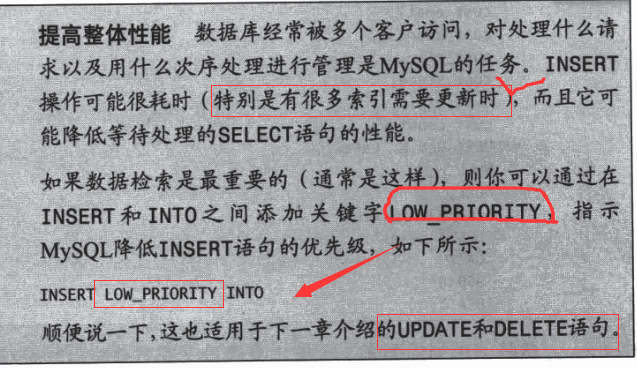 提高整体性能 数据库经常被多个客户访问，对处理什么请
求以及用什么次序处理进行管理是MySQL的任务。INSERT
操作可能很耗时（特别是有很多索引需要更新时），而且它可
能降低等待处理的SELECT语句的性能。
如果数据检索是最重要的（通常是这样），则你可以通过在
INSERT和INTO之间添加关键字LOW_PRIORITY，指示
MySQL降低INSERT语句的优先级，如下所示：
INSERT LOW_PRIORITY INTO
顺便说一下，这也适用于下一章介绍的UPDATE和DELETE语句。